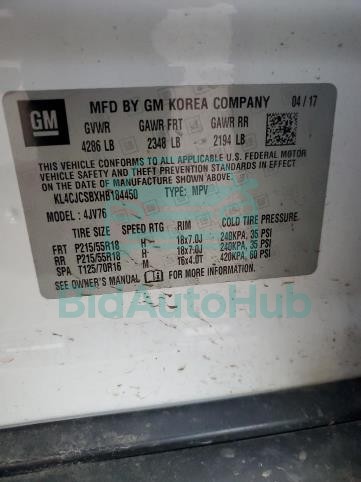 GM
MFD BY GM KOREA COMPANY 04 / 17
GVWR GAWR FRT GAWR RR
4286 LB 2348 LB 2194 LB
THIS VEHICLE CONFORMS TO ALL APPLICABLE U.S. FEDERAL MOTOR
VEHICLE SAFETY AND THEFT PREVENTION STANDARDS IN EFFECT
ON THE DATE OF MANUFACTURE SHOWN ABOVE.
KL4CJCSBXHB184450 TYPE: MPV
MODEL : 4JV76
TIRE SIZE SPEED RTG RIM COLD TIRE PRESSURE
FRT P215/55R18 H 18x7.0J 240KPA, 35 PSI
RR P215/55R18 H 18x7.0J 240KPA, 35 PSI
SPA T125/70R16 M 16x4.0T 420KPA, 60 PSI
SEE OWNER'S MANUAL FOR MORE INFORMATION.
BidAutoHub